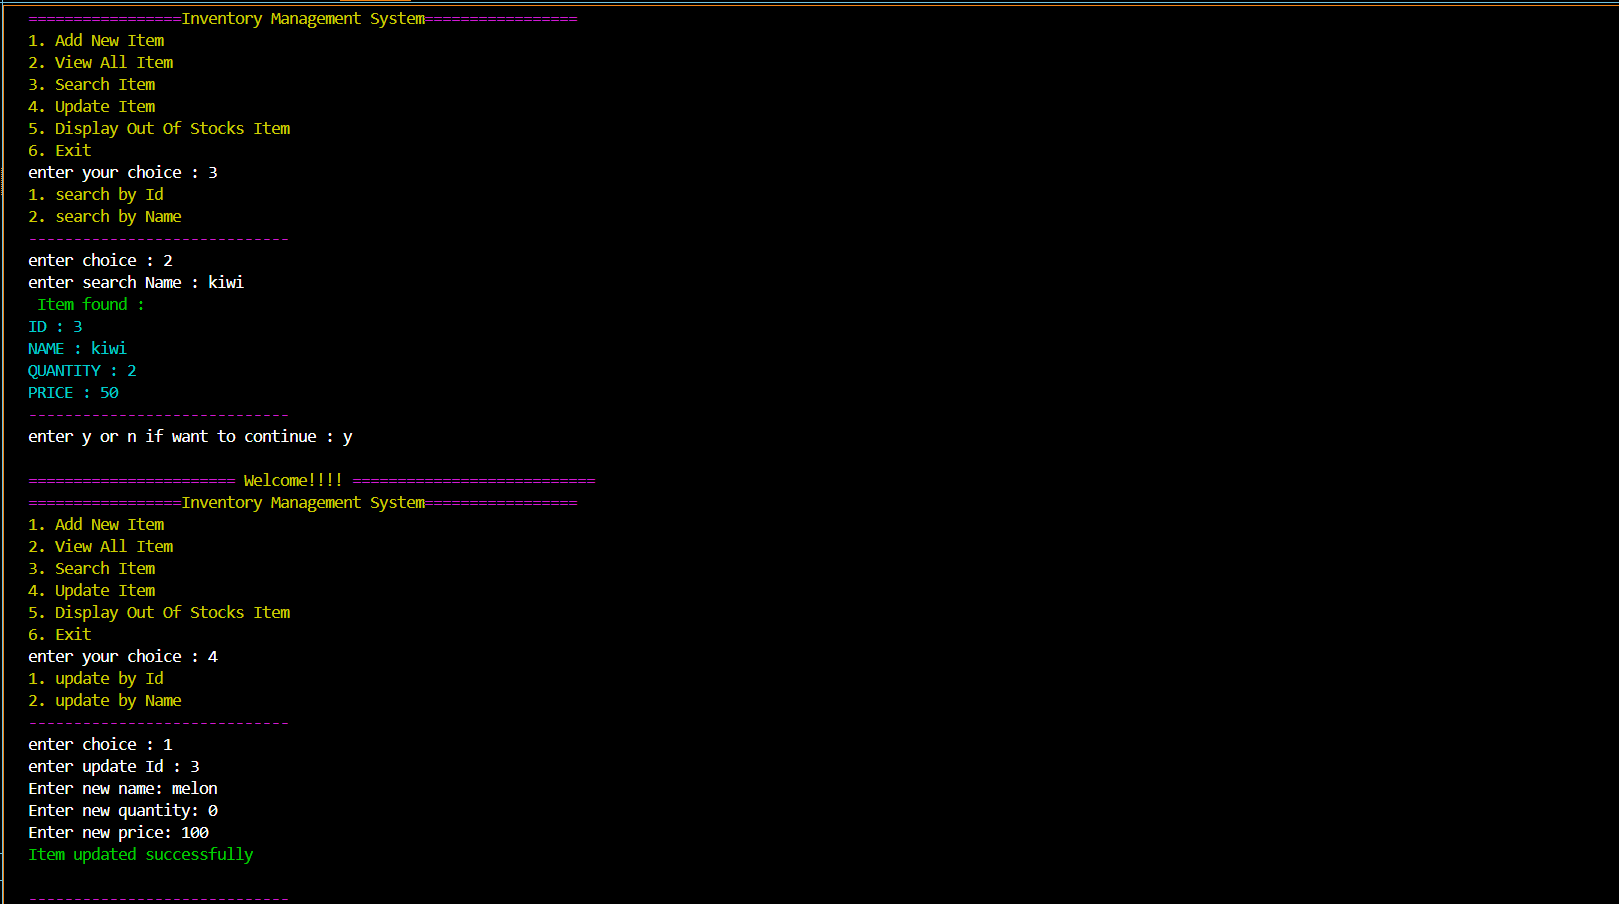 =================Inventory Management System=================
1. Add New Item
2. View All Item
3. Search Item
4. Update Item
5. Display Out Of Stocks Item
6. Exit
enter your choice : 3
1. search by Id
2. search by Name
-----------------------------
enter choice : 2
enter search Name : kiwi
 Item found :
ID : 3
NAME : kiwi
QUANTITY : 2
PRICE : 50
-----------------------------
enter y or n if want to continue : y

======================= Welcome!!!! ===========================
=================Inventory Management System=================
1. Add New Item
2. View All Item
3. Search Item
4. Update Item
5. Display Out Of Stocks Item
6. Exit
enter your choice : 4
1. update by Id
2. update by Name
-----------------------------
enter choice : 1
enter update Id : 3
Enter new name: melon
Enter new quantity: 0
Enter new price: 100
Item updated successfully

-----------------------------